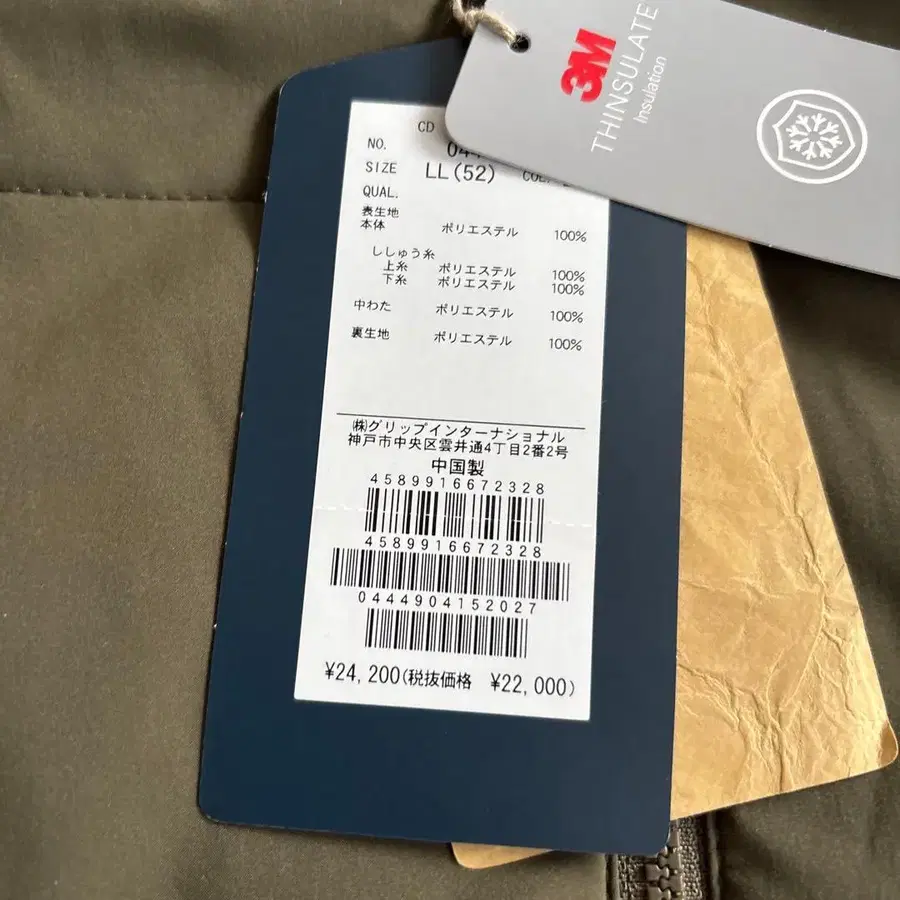 3M
THINSULATE
Insulation
CD
NO.
SIZE LL(52)
QUAL.
表生地
本体 ポリエステル 100%
ししゅう糸
上糸 ポリエステル 100%
下糸 ポリエステル 100%
中わた ポリエステル 100%
裏生地 ポリエステル 100%
㈱グリップインターナショナル
神戸市中央区雲井通4丁目2番2号
中国製
4589916672328
4589916672328
0444904152027
¥24,200(税抜価格 ¥22,000)